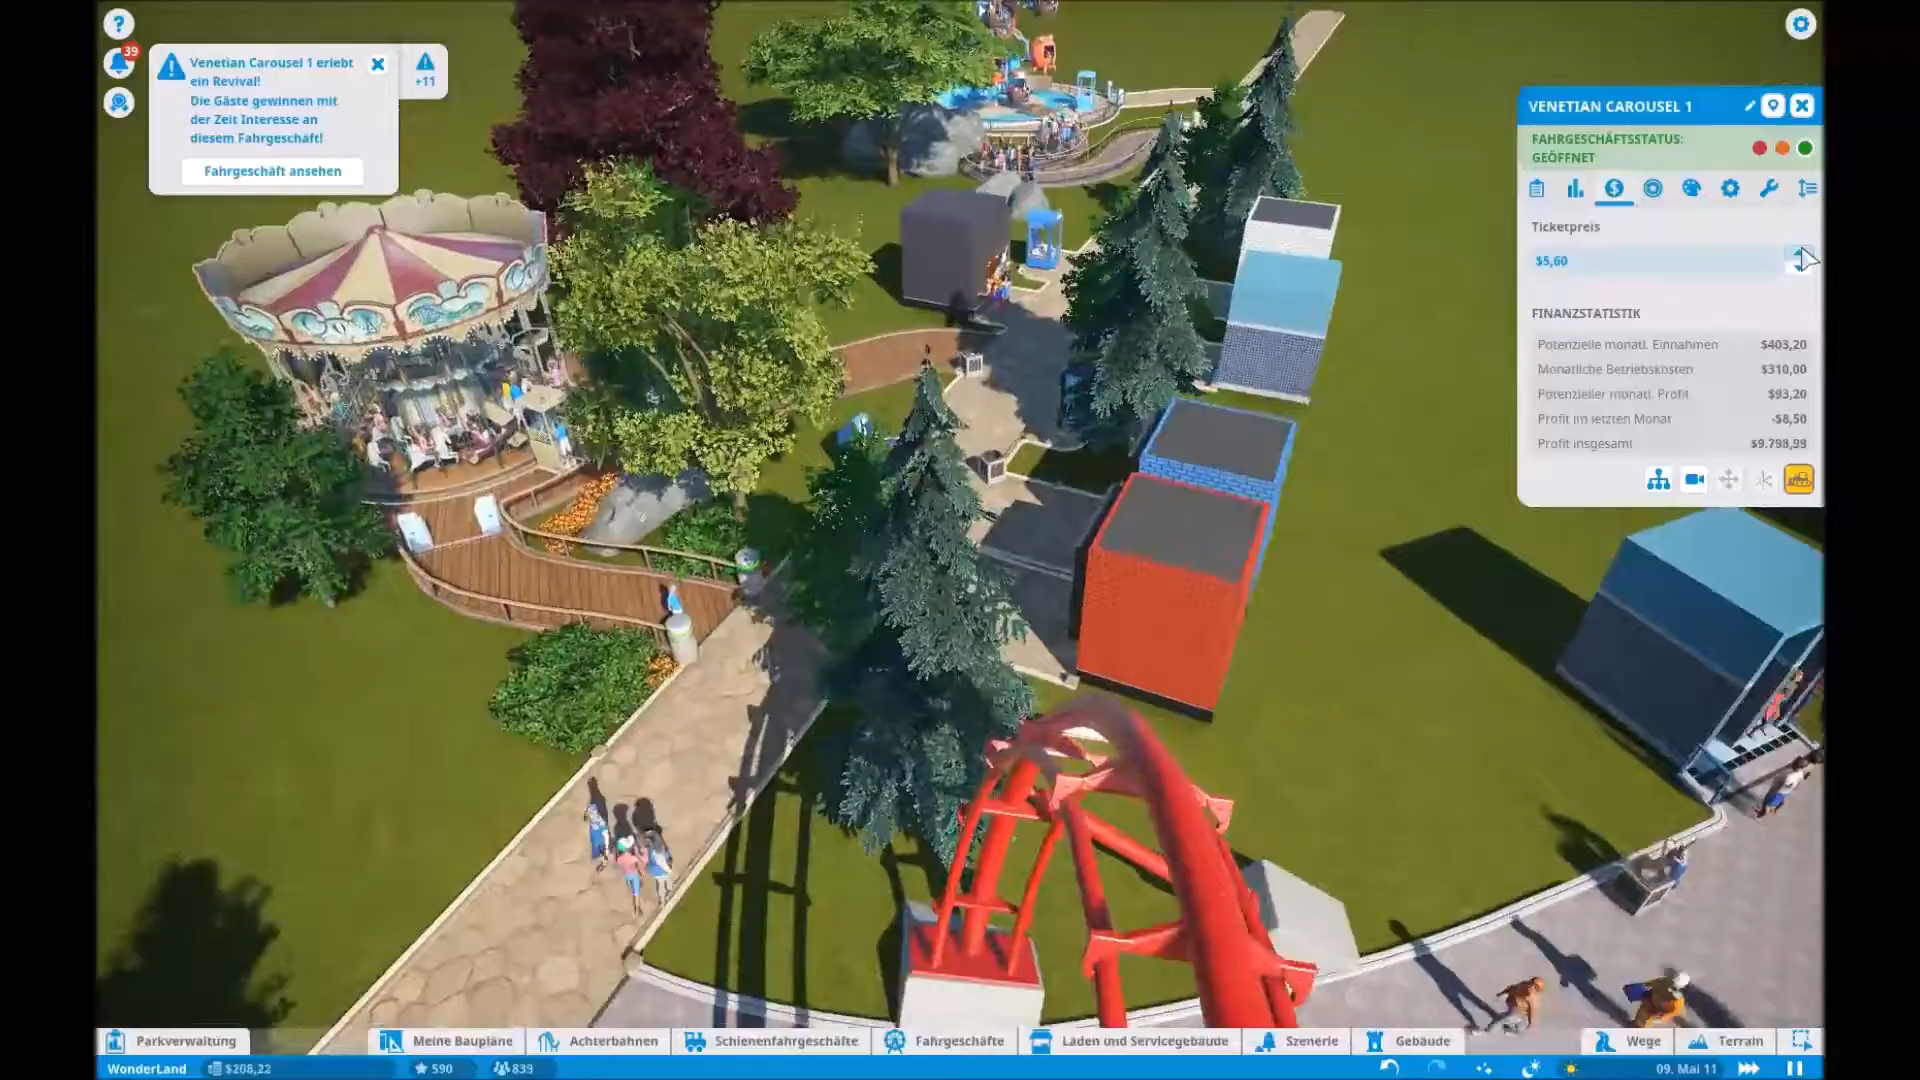 ?
39
Venetian Carousel 1 erlebt
ein Revival!
Die Gäste gewinnen mit
der Zeit Interesse an
diesem Fahrgeschäft!
Fahrgeschäft ansehen
+11
VENETIAN CAROUSEL 1
FAHRGESCHÄFTSSTATUS:
GEÖFFNET
Ticketpreis
$5,60
FINANZSTATISTIK
Potenzielle monatl. Einnahmen $403,20
Monatliche Betriebskosten $310,00
Potenzieller monatl. Profit $93,20
Profit im letzten Monat -$8,50
Profit insgesamt $9.798,59
Parkverwaltung
Meine Baupläne
Achterbahnen
Schienenfahrgeschäfte
Fahrgeschäfte
Läden und Servicegebäude
Szenerie
Gebäude
Wege
Terrain
WonderLand $208,22 590 839 09. Mai 11